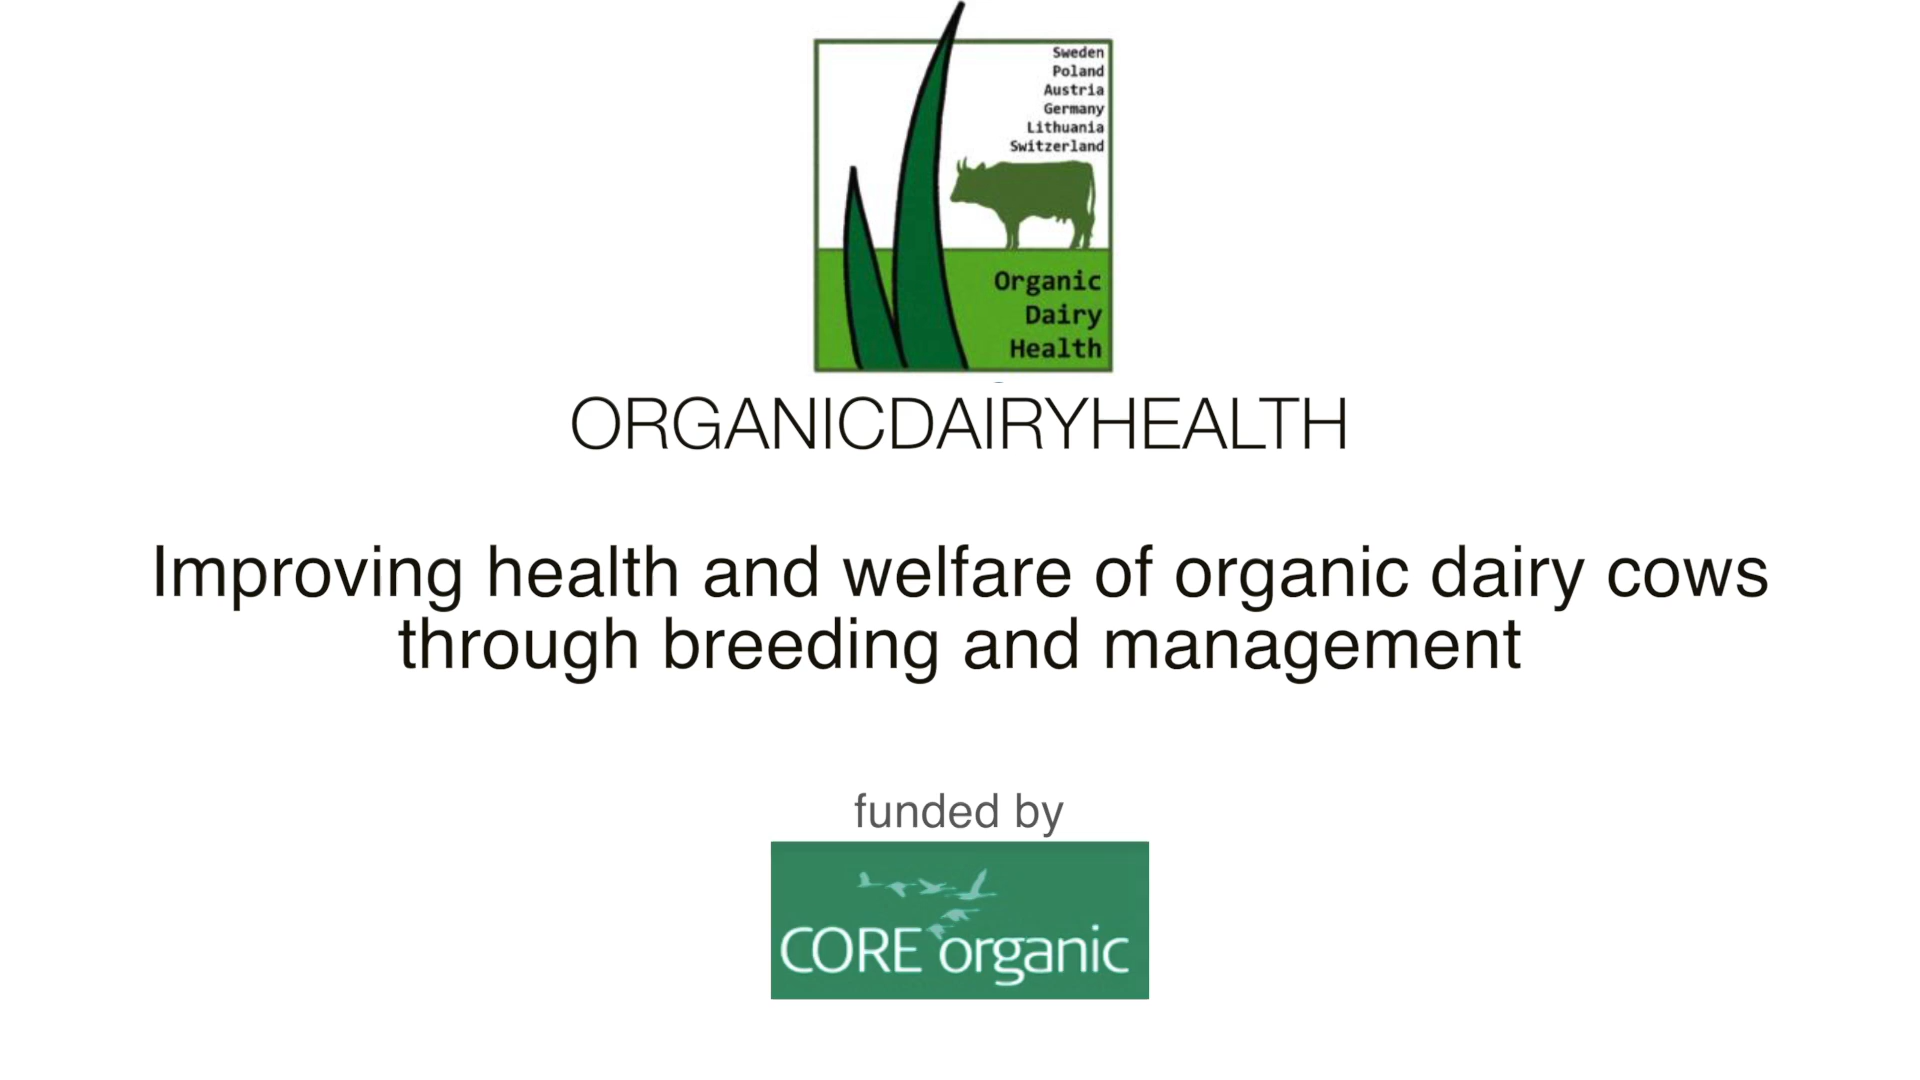 Sweden
Poland
Austria
Germany
Lithuania
Switzerland
Organic
Dairy
Health
ORGANICDAIRYHEALTH
Improving health and welfare of organic dairy cows
through breeding and management
funded by
CORE organic